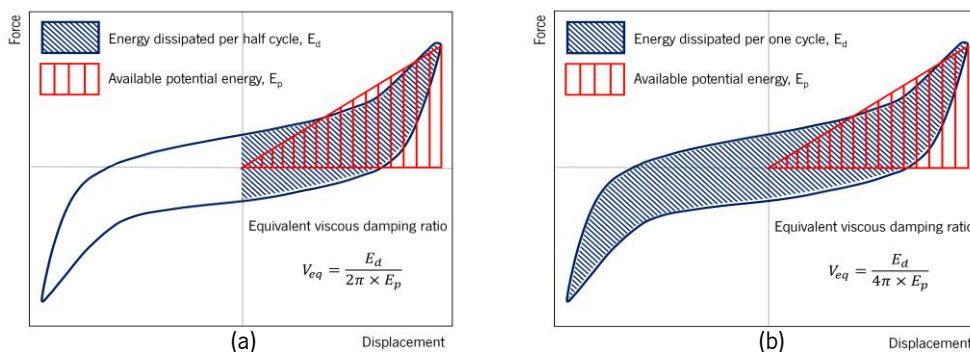 Force
Energy dissipated per half cycle, E_d
Available potential energy, E_p
Equivalent viscous damping ratio
V_eq = E_d / 2π × E_p
(a)
Displacement
Force
Energy dissipated per one cycle, E_d
Available potential energy, E_p
Equivalent viscous damping ratio
V_eq = E_d / 4π × E_p
(b)
Displacement